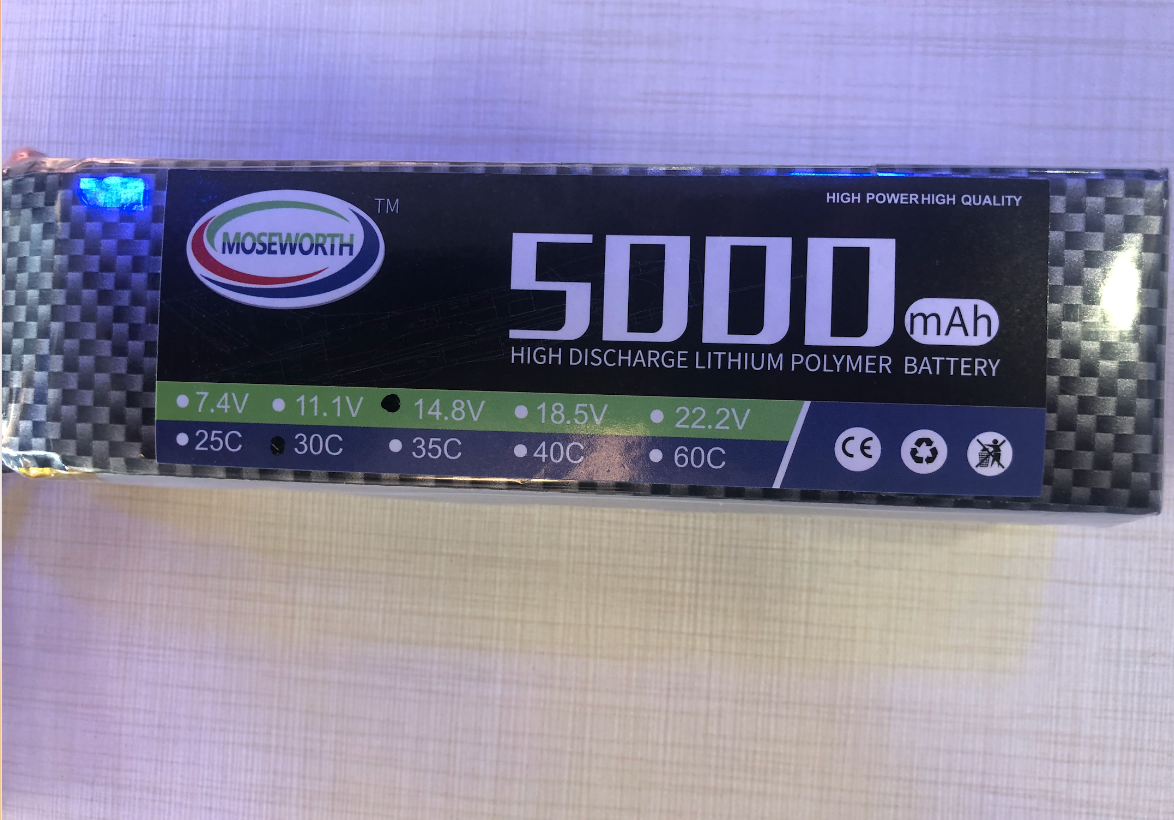 MOSEWORTH
TM
HIGH POWER HIGH QUALITY
5000 mAh
HIGH DISCHARGE LITHIUM POLYMER BATTERY
7.4V 11.1V 14.8V 18.5V 22.2V
25C 30C 35C 40C 60C
CE